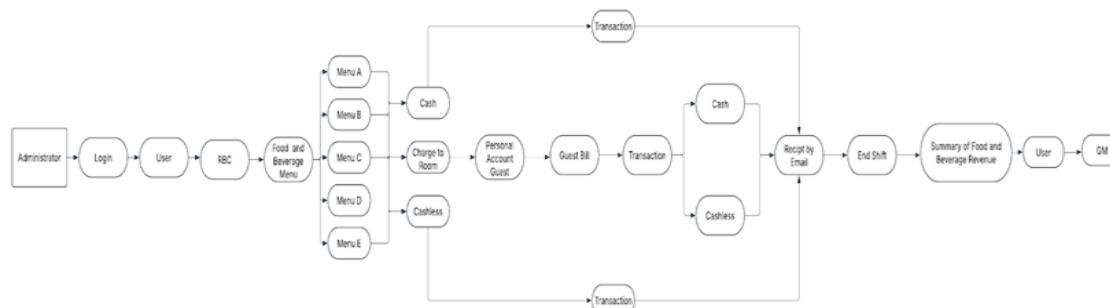 Administrator
Login
User
RBC
Food and
Beverage
Menu
Menu A
Menu B
Menu C
Menu D
Menu E
Cash
Charge to
Room
Cashless
Transaction
Personal
Account
Guest
Guest Bill
Transaction
Cash
Cashless
Transaction
Recipt by
Email
End Shift
Summary of Food and
Beverage Revenue
User
GM